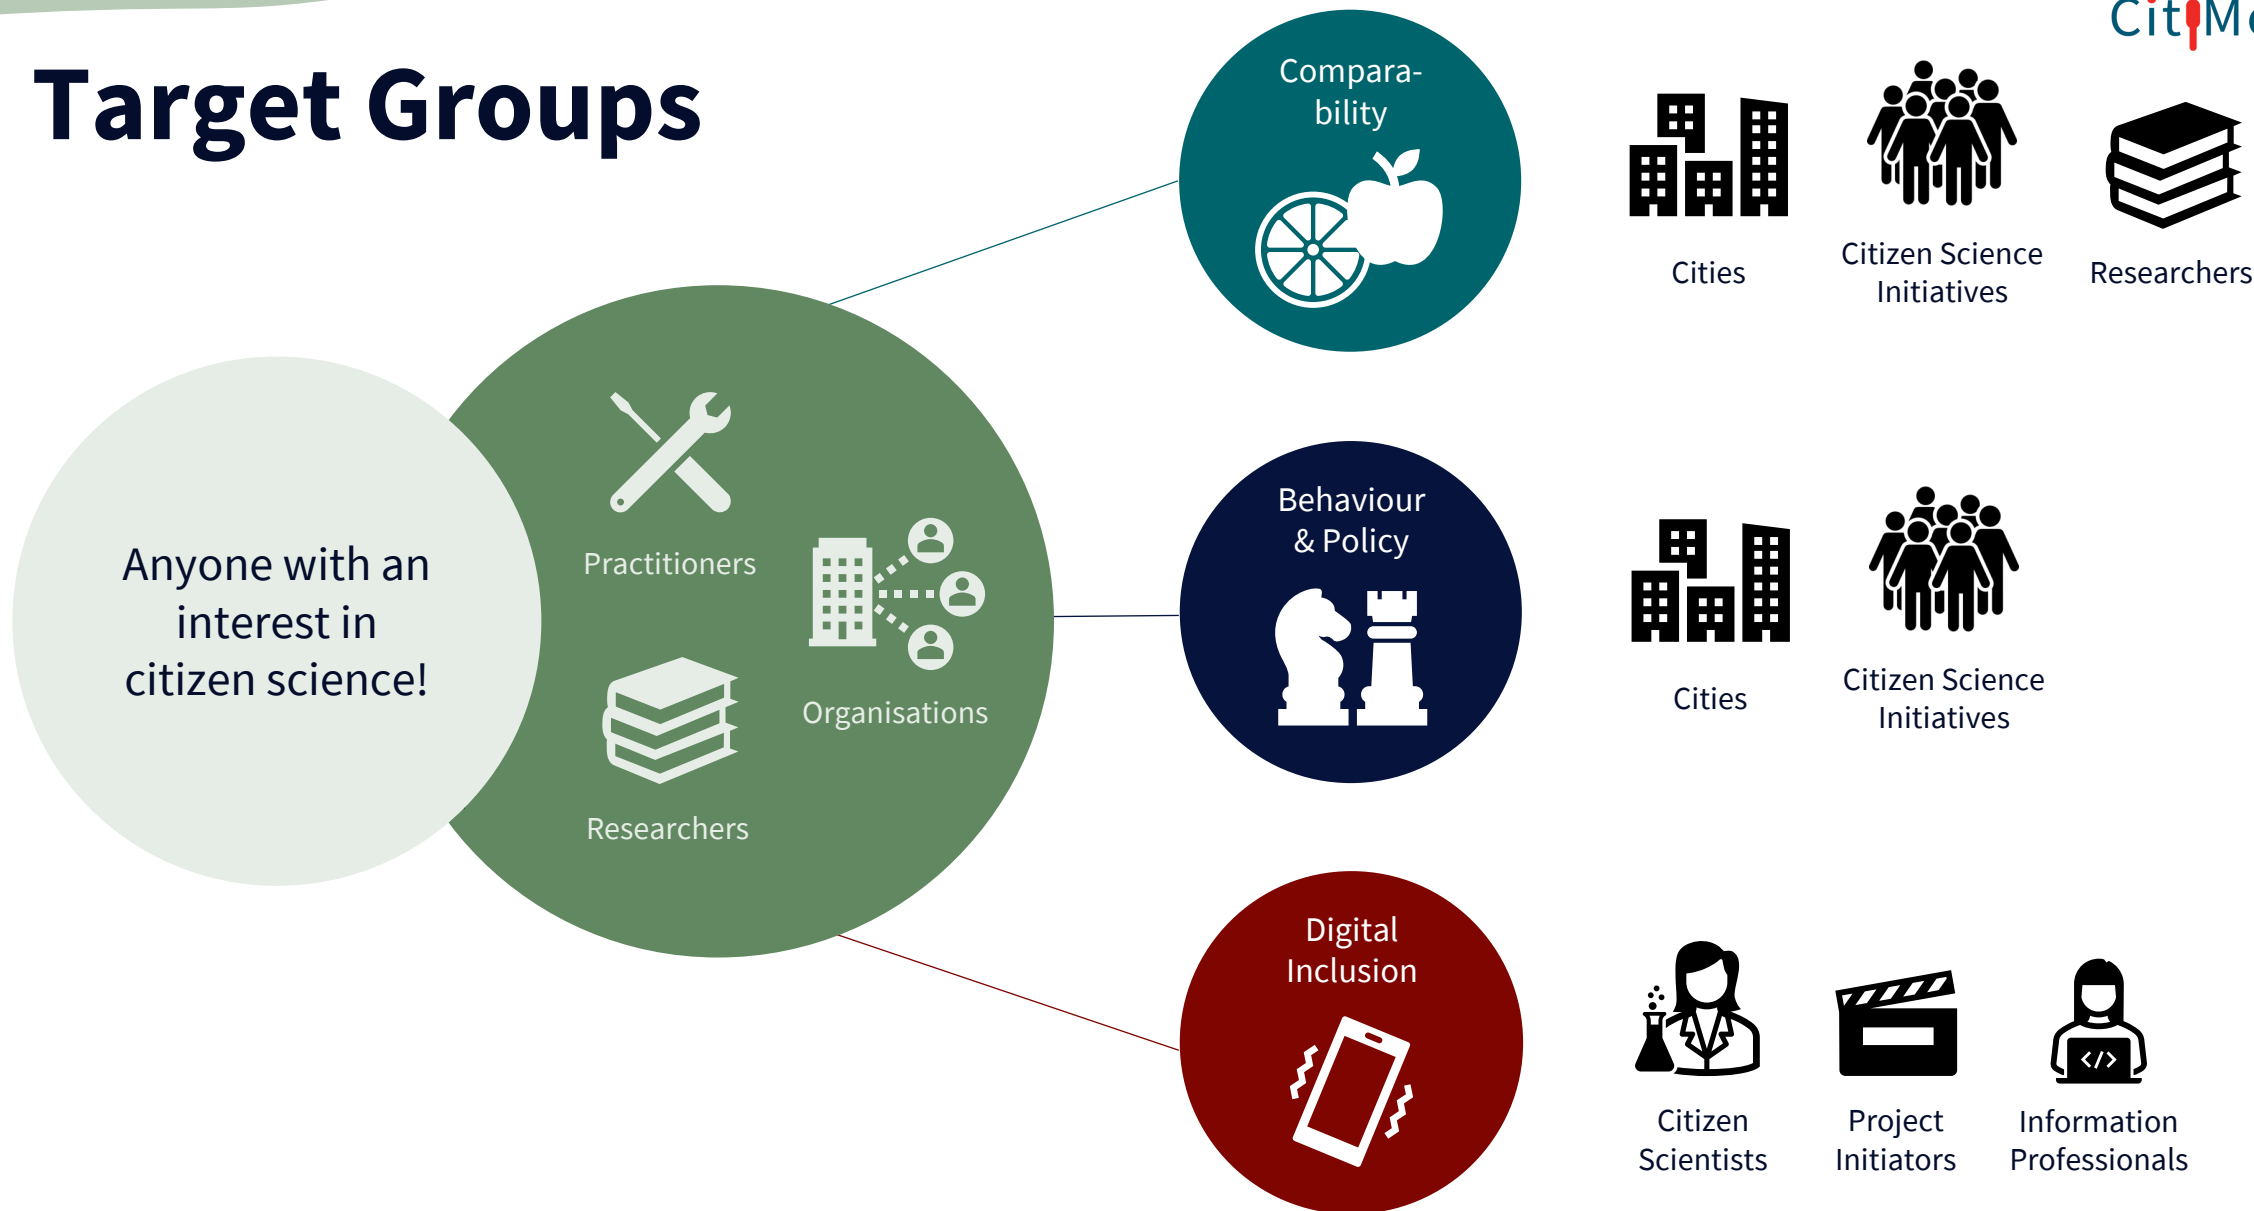 Target Groups
Anyone with an
interest in
citizen science!
Practitioners
Organisations
Researchers
Compara-
bility
Cities
Citizen Science
Initiatives
Researchers
Behaviour
& Policy
Cities
Citizen Science
Initiatives
Digital
Inclusion
</>
Citizen
Scientists
Project
Initiators
Information
Professionals